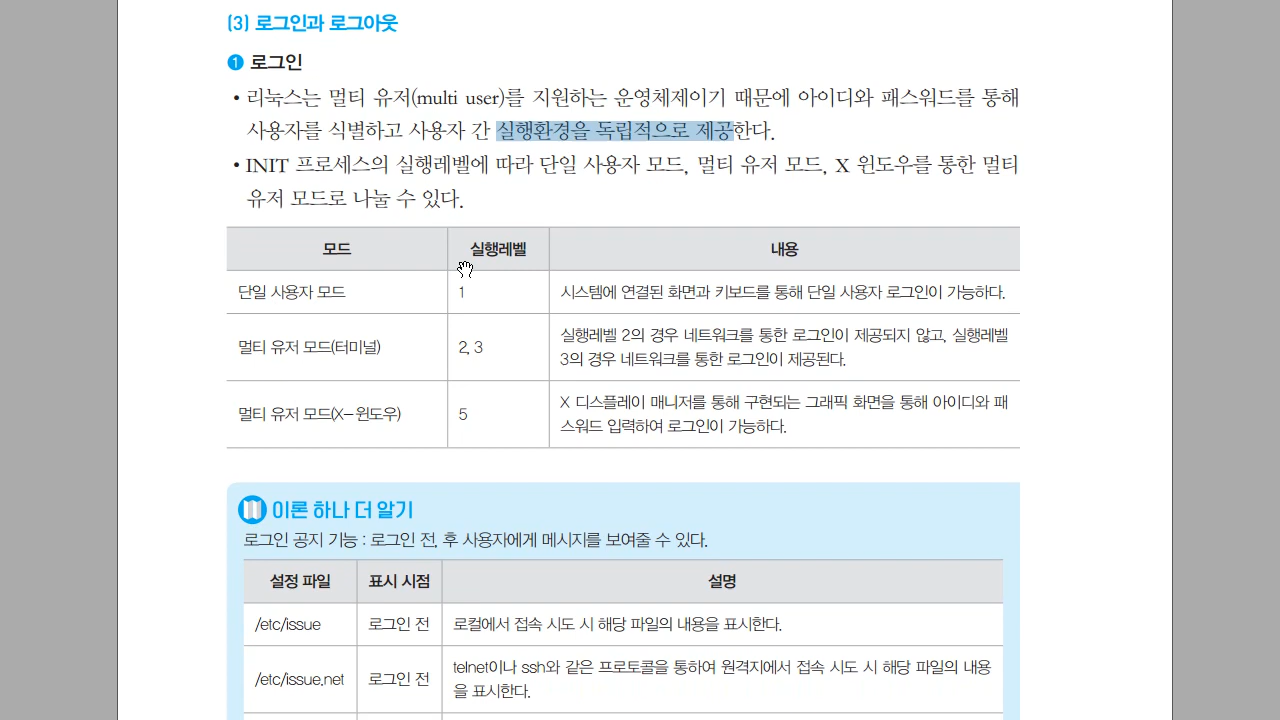 (3) 로그인과 로그아웃
1 로그인
• 리눅스는 멀티 유저(multi user)를 지원하는 운영체제이기 때문에 아이디와 패스워드를 통해
사용자를 식별하고 사용자 간 실행환경을 독립적으로 제공한다.
• INIT 프로세스의 실행레벨에 따라 단일 사용자 모드, 멀티 유저 모드, X 윈도우를 통한 멀티
유저 모드로 나눌 수 있다.
모드 실행레벨 내용
단일 사용자 모드 1 시스템에 연결된 화면과 키보드를 통해 단일 사용자 로그인이 가능하다.
멀티 유저 모드(터미널) 2, 3 실행레벨 2의 경우 네트워크를 통한 로그인이 제공되지 않고, 실행레벨
3의 경우 네트워크를 통한 로그인이 제공된다.
멀티 유저 모드(X-윈도우) 5 X 디스플레이 매니저를 통해 구현되는 그래픽 화면을 통해 아이디와 패
스워드 입력하여 로그인이 가능하다.
이론 하나 더 알기
로그인 공지 기능 : 로그인 전, 후 사용자에게 메시지를 보여줄 수 있다.
설정 파일 표시 시점 설명
/etc/issue 로그인 전 로컬에서 접속 시도 시 해당 파일의 내용을 표시한다.
/etc/issue.net 로그인 전 telnet이나 ssh와 같은 프로토콜을 통하여 원격지에서 접속 시도 시 해당 파일의 내용
을 표시한다.